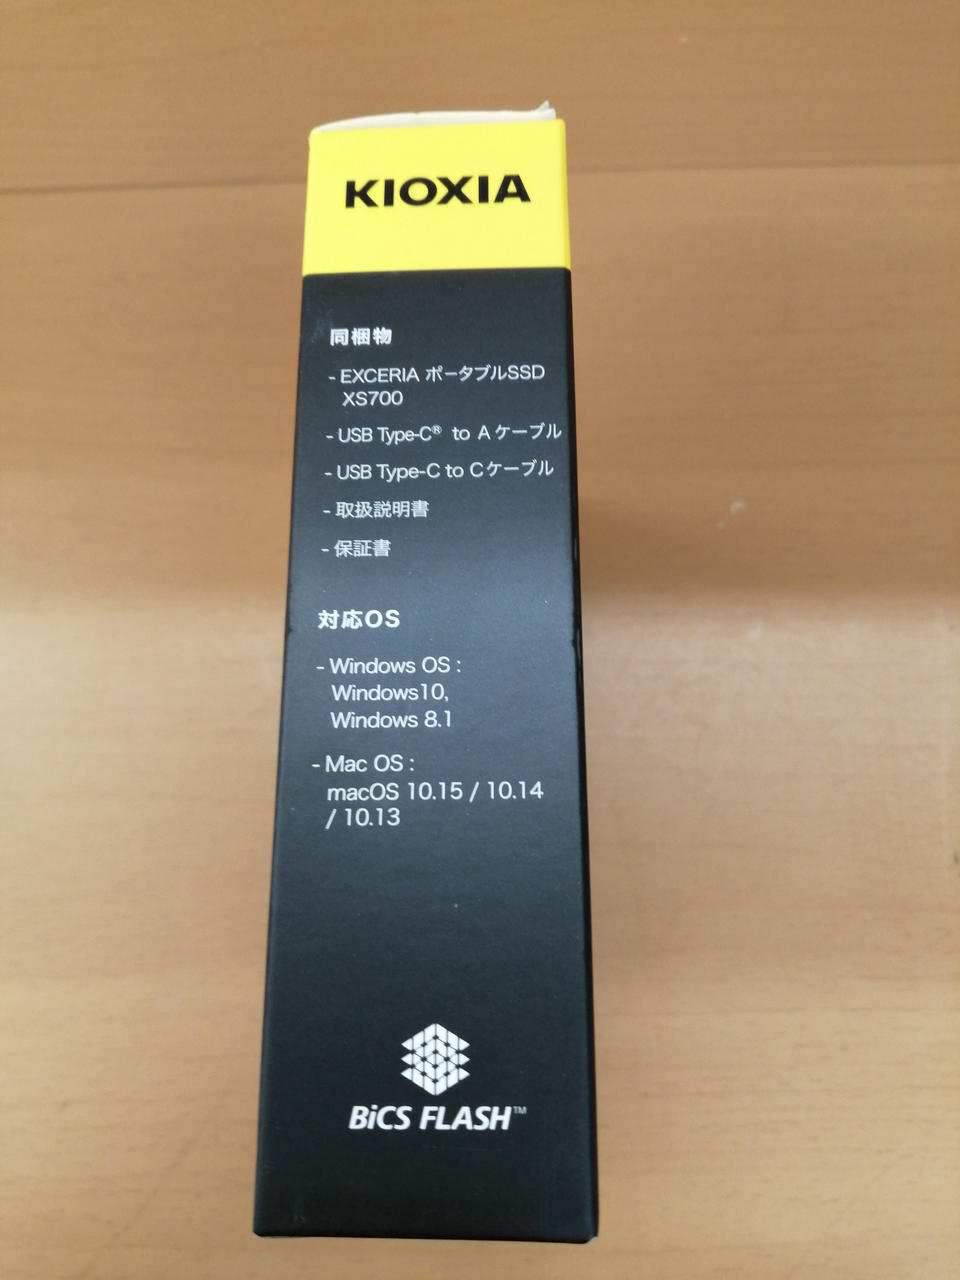 KIOXIA
同梱物
- EXCERIA ポータブルSSD
XS700
- USB Type-C® to A ケーブル
- USB Type-C to Cケーブル
- 取扱説明書
- 保証書
対応OS
- Windows OS :
Windows10,
Windows 8.1
- Mac OS :
macOS 10.15 / 10.14
/ 10.13
BiCS FLASH™